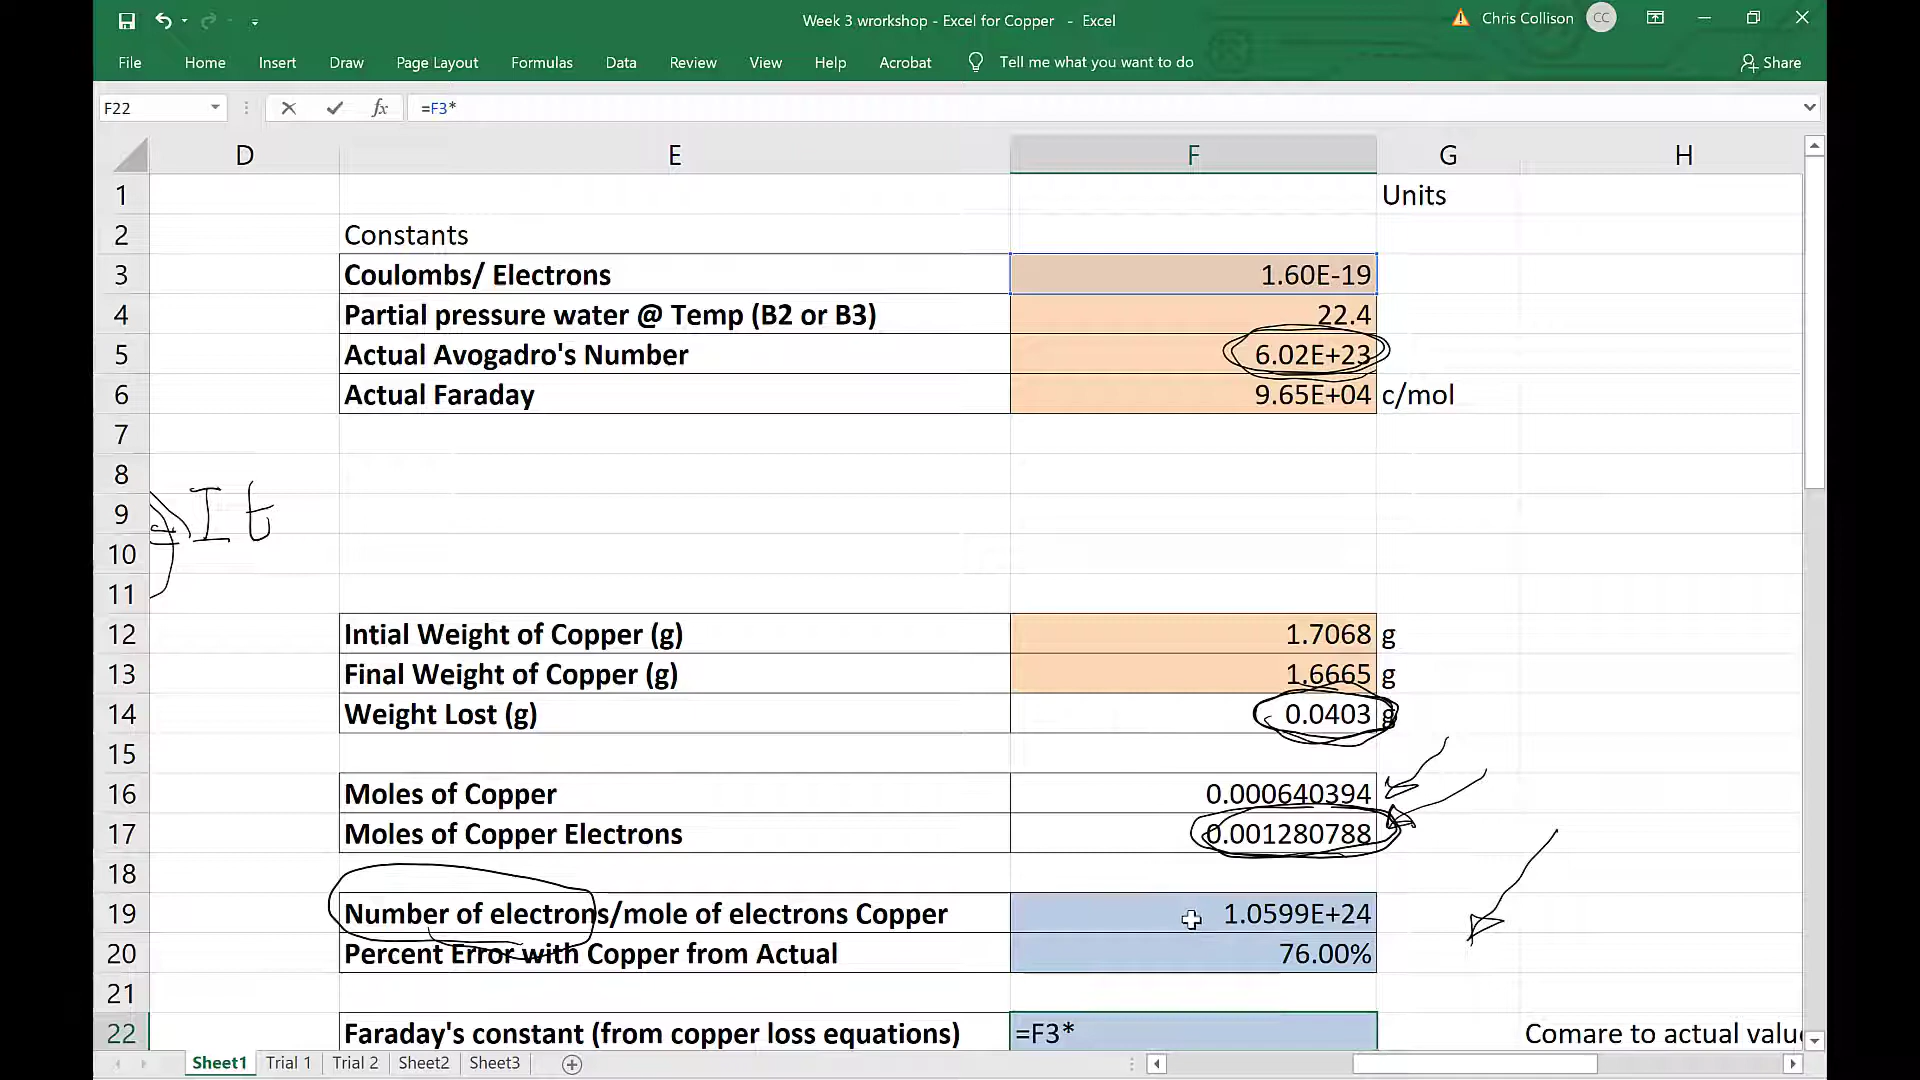 Week 3 wrorkshop - Excel for Copper - Excel
Chris Collison CC
File Home Insert Draw Page Layout Formulas Data Review View Help Acrobat Tell me what you want to do Share
F22 fx =F3*
D E F G H
1 Units
2 Constants
3 Coulombs/ Electrons 1.60E-19
4 Partial pressure water @ Temp (B2 or B3) 22.4
5 Actual Avogadro's Number 6.02E+23
6 Actual Faraday 9.65E+04 c/mol
7
8
9 It
10
11
12 Intial Weight of Copper (g) 1.7068 g
13 Final Weight of Copper (g) 1.6665 g
14 Weight Lost (g) 0.0403 g
15
16 Moles of Copper 0.000640394
17 Moles of Copper Electrons 0.001280788
18
19 Number of electrons/mole of electrons Copper 1.0599E+24
20 Percent Error with Copper from Actual 76.00%
21
22 Faraday's constant (from copper loss equations) =F3* Comare to actual valu
Sheet1 Trial 1 Trial 2 Sheet2 Sheet3